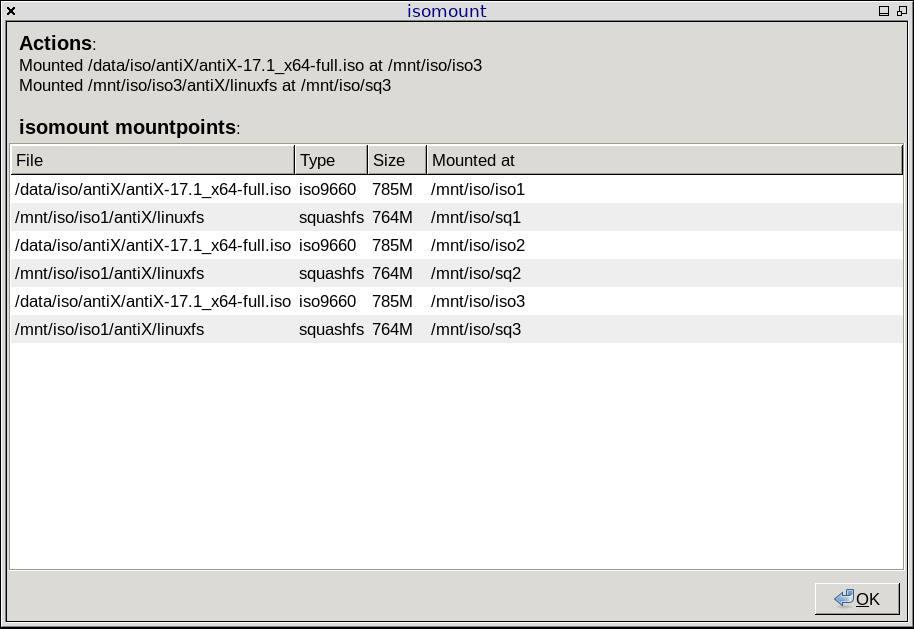 isomount
Actions:
Mounted /data/iso/antiX/antiX-17.1_x64-full.iso at /mnt/iso/iso3
Mounted /mnt/iso/iso3/antiX/linuxfs at /mnt/iso/sq3
isomount mountpoints:
File Type Size Mounted at
/data/iso/antiX/antiX-17.1_x64-full.iso iso9660 785M /mnt/iso/iso1
/mnt/iso/iso1/antiX/linuxfs squashfs 764M /mnt/iso/sq1
/data/iso/antiX/antiX-17.1_x64-full.iso iso9660 785M /mnt/iso/iso2
/mnt/iso/iso1/antiX/linuxfs squashfs 764M /mnt/iso/sq2
/data/iso/antiX/antiX-17.1_x64-full.iso iso9660 785M /mnt/iso/iso3
/mnt/iso/iso1/antiX/linuxfs squashfs 764M /mnt/iso/sq3
OK